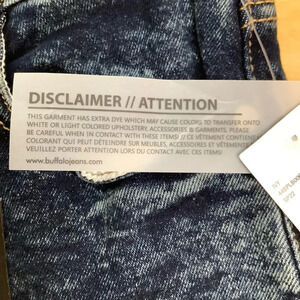 DISCLAIMER // ATTENTION
THIS GARMENT HAS EXTRA DYE WHICH MAY CAUSE COLORS TO TRANSFER ONTO
WHITE OR LIGHT COLORED UPHOLSTERY, ACCESSORIES & GARMENTS. PLEASE
BE CAREFUL WHEN IN CONTACT WITH THESE ITEMS // CE VÊTEMENT CONTIENT
COLORANT QUI PEUT DÉTEINDRE SUR MEUBLES, ACCESSOIRES ET VÊTEMENTS
VEUILLEZ PORTER ATTENTION LORS DU CONTACT AVEC CES ITEMS!
www.buffalojeans.com